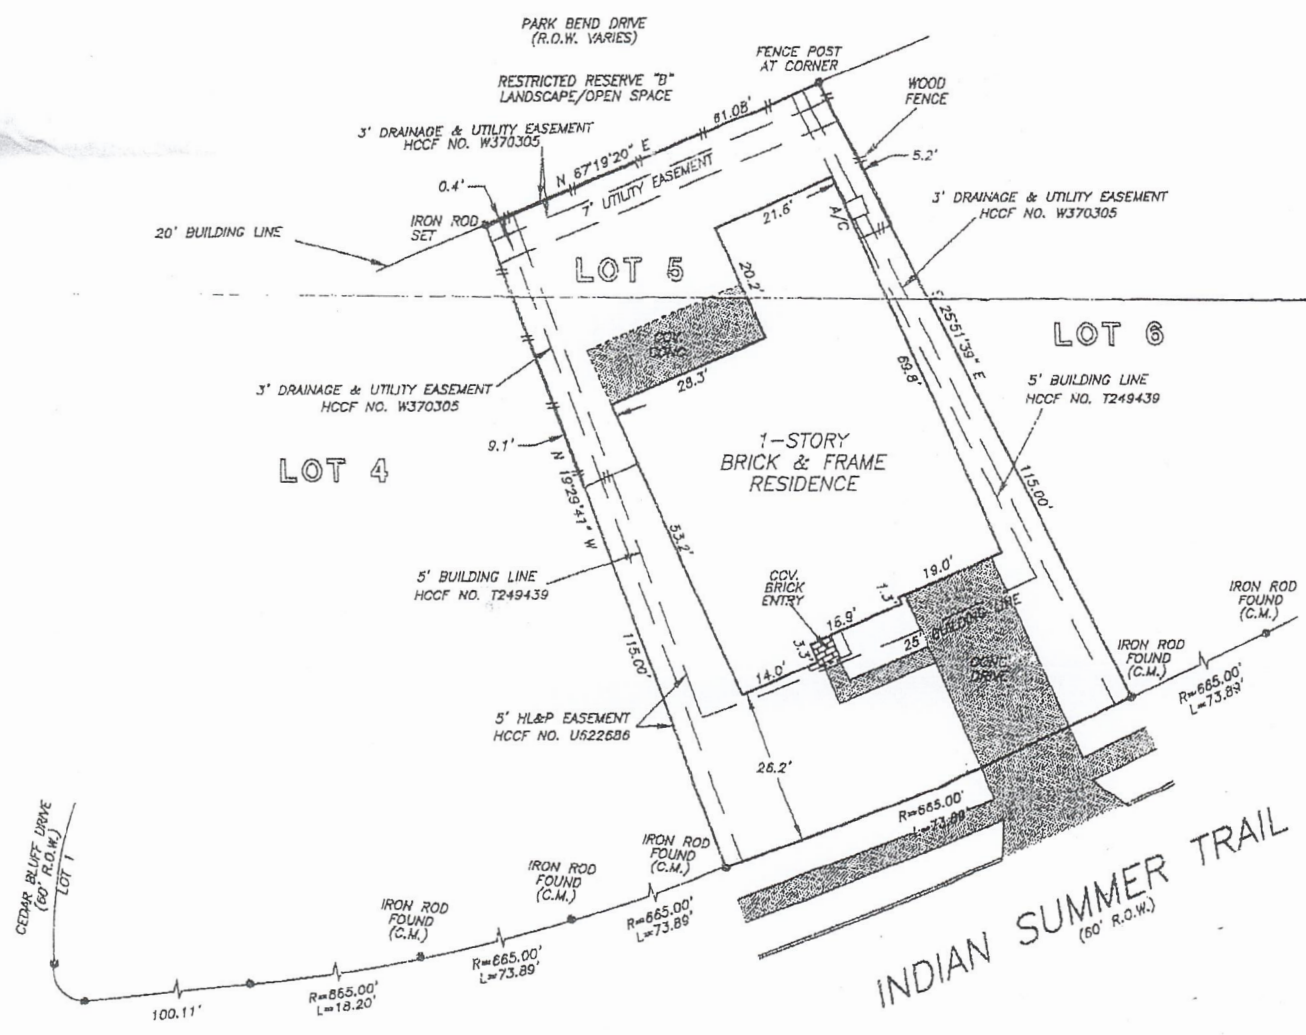 PARK BEND DRIVE
(R.O.W. VARIES)
FENCE POST
AT CORNER
RESTRICTED RESERVE "B"
LANDSCAPE/OPEN SPACE
WOOD
FENCE
3' DRAINAGE & UTILITY EASEMENT
HCCF NO. W370305
61.08'
N 67°19'20" E
7' UTILITY EASEMENT
5.2'
0.4'
3' DRAINAGE & UTILITY EASEMENT
HCCF NO. W370305
IRON ROD
SET
20' BUILDING LINE
21.6'
A/C
LOT 5
20.2'
S 25°51'39" E
LOT 6
COV.
CONC.
69.8'
28.3'
3' DRAINAGE & UTILITY EASEMENT
HCCF NO. W370305
5' BUILDING LINE
HCCF NO. T249439
9.1'
LOT 4
N 19°29'41" W
1-STORY
BRICK & FRAME
RESIDENCE
115.00'
53.2'
5' BUILDING LINE
HCCF NO. T249439
COV.
BRICK
ENTRY
19.0'
1.3'
16.9'
25' BUILDING LINE
3.3'
14.0'
CONC.
DRIVE
IRON ROD
FOUND
(C.M.)
IRON ROD
FOUND
(C.M.)
R=665.00'
L=73.89'
115.00'
5' HL&P EASEMENT
HCCF NO. U622686
26.2'
R=665.00'
L=73.89'
CEDAR BLUFF DRIVE
(60' R.O.W.)
LOT 1
IRON ROD
FOUND
(C.M.)
IRON ROD
FOUND
(C.M.)
IRON ROD
FOUND
(C.M.)
R=665.00'
L=73.89'
R=665.00'
L=73.89'
R=665.00'
L=18.20'
100.11'
INDIAN SUMMER TRAIL
(60' R.O.W.)